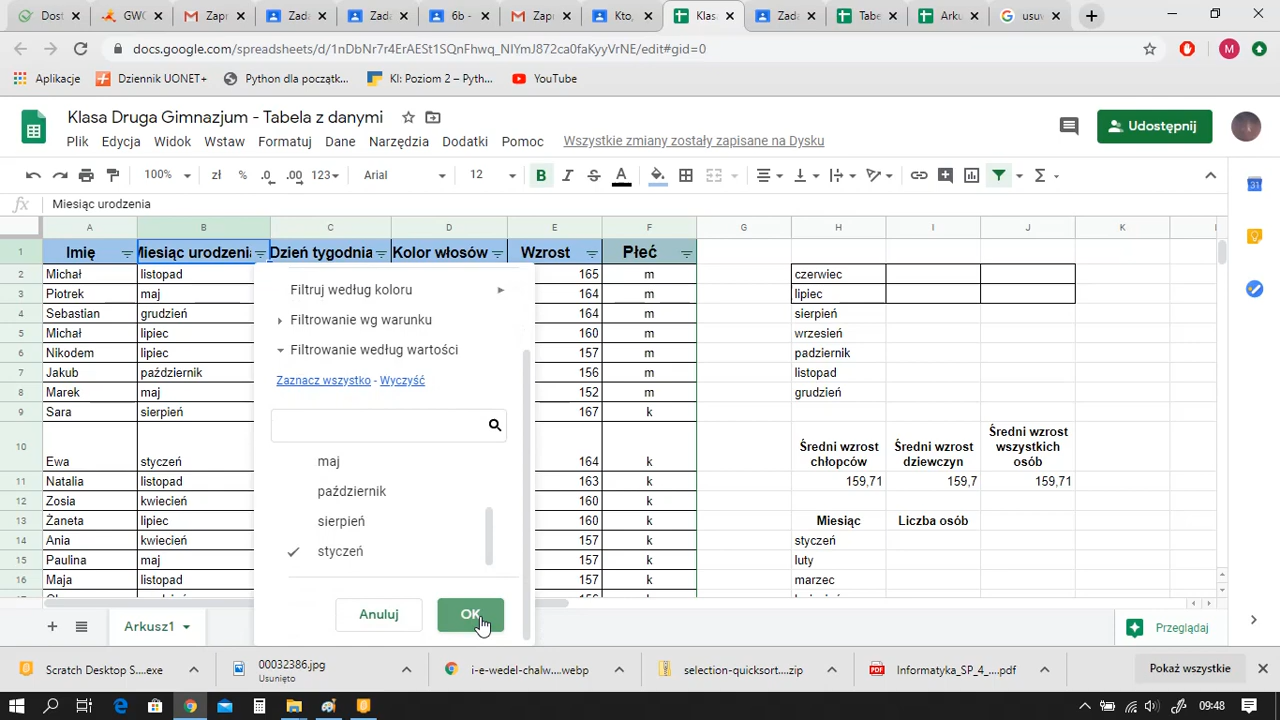 Dost
GWO
Zapr
Zada
Zada
6b -
Zapr
Kto,
Klas
Zada
Tabe
Arku
usuv
docs.google.com/spreadsheets/d/1nDbNr7r4ErAESt1SQnFhwq_NlYmJ872ca0faKyyVrNE/edit#gid=0
M
Aplikacje
Dziennik UONET+
Python dla początk...
KI: Poziom 2 – Pyth...
YouTube
Klasa Druga Gimnazjum - Tabela z danymi
Plik Edycja Widok Wstaw Formatuj Dane Narzędzia Dodatki Pomoc Wszystkie zmiany zostały zapisane na Dysku
Udostępnij
100% zł % .0 .00 123 Arial 12 B I S A Σ
fx Miesiąc urodzenia
A B C D E F G H I J K
1 Imię Miesiąc urodzenia Dzień tygodnia Kolor włosów Wzrost Płeć
2 Michał listopad 165 m czerwiec
3 Piotrek maj 164 m lipiec
4 Sebastian grudzień 164 m sierpień
5 Michał lipiec 160 m wrzesień
6 Nikodem lipiec 157 m padziernik
7 Jakub październik 156 m listopad
8 Marek maj 152 m grudzień
9 Sara sierpień 167 k
10 Ewa styczeń 164 k Średni wzrost chłopców Średni wzrost dziewczyn Średni wzrost wszystkich osób
11 Natalia listopad 163 k 159,71 159,7 159,71
12 Zosia kwiecień 160 k
13 Żaneta lipiec 160 k Miesiąc Liczba osób
14 Ania kwiecień 157 k styczeń
15 Paulina maj 157 k luty
16 Maja listopad 157 k marzec
Filtruj według koloru
Filtrowanie wg warunku
Filtrowanie według wartości
Zaznacz wszystko - Wyczyść
maj
październik
sierpień
styczeń
Anuluj
OK
Arkusz1
Przeglądaj
Scratch Desktop S....exe
00032386.jpg
Usunięto
i-e-wedel-chalw....webp
selection-quicksort....zip
Informatyka_SP_4_....pdf
Pokaż wszystkie
09:48